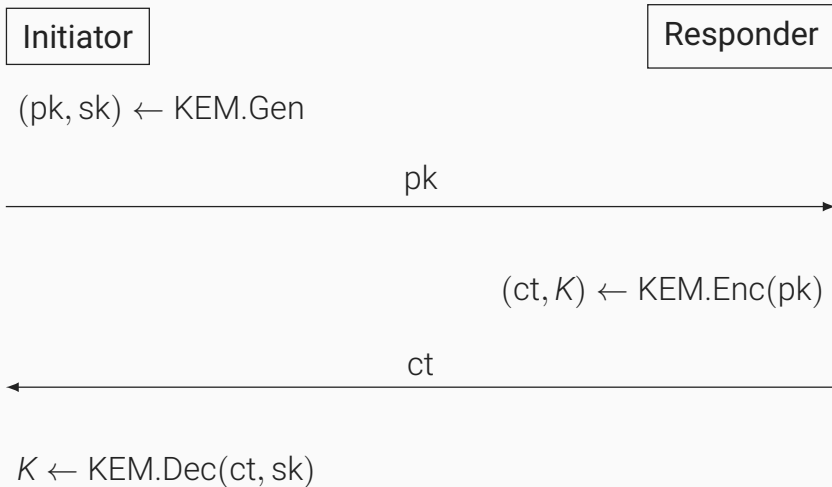 Initiator
Responder
(pk, sk) ← KEM.Gen
pk
(ct, K) ← KEM.Enc(pk)
ct
K ← KEM.Dec(ct, sk)